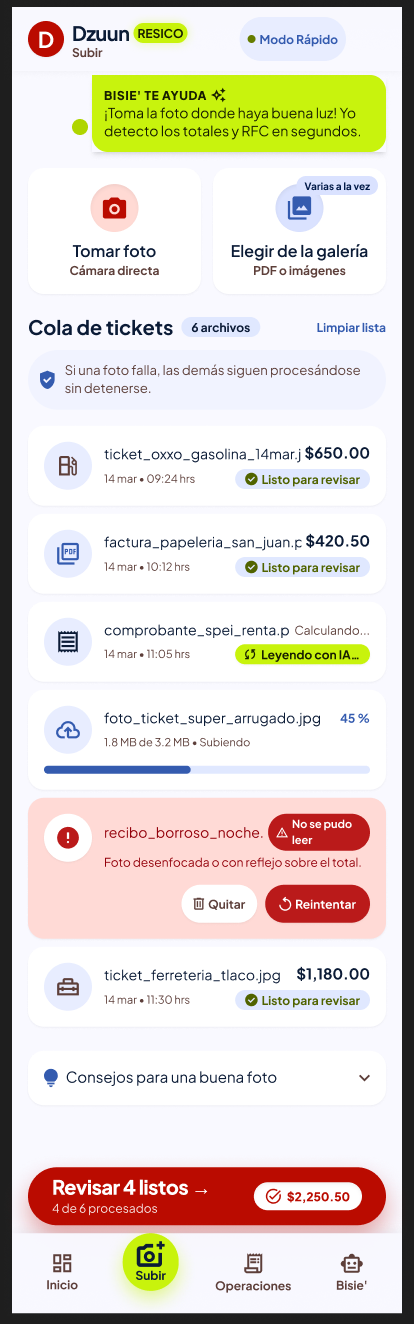 D
Dzuun RESICO
Subir
Modo Rápido
BISIE' TE AYUDA
¡Toma la foto donde haya buena luz! Yo
detecto los totales y RFC en segundos.
Tomar foto
Cámara directa
Varias a la vez
Elegir de la galería
PDF o imágenes
Cola de tickets
6 archivos
Limpiar lista
Si una foto falla, las demás siguen procesándose
sin detenerse.
ticket_oxxo_gasolina_14mar.j $650.00
14 mar • 09:24 hrs
Listo para revisar
PDF
factura_papeleria_san_juan.p $420.50
14 mar • 10:12 hrs
Listo para revisar
comprobante_spei_renta.p Calculando...
14 mar • 11:05 hrs
Leyendo con IA...
foto_ticket_super_arrugado.jpg 45 %
1.8 MB de 3.2 MB • Subiendo
recibo_borroso_noche.
No se pudo
leer
Foto desenfocada o con reflejo sobre el total.
Quitar
Reintentar
ticket_ferreteria_tlaco.jpg $1,180.00
14 mar • 11:30 hrs
Listo para revisar
Consejos para una buena foto
Revisar 4 listos →
4 de 6 procesados
$2,250.50
Inicio
Subir
Operaciones
Bisie'